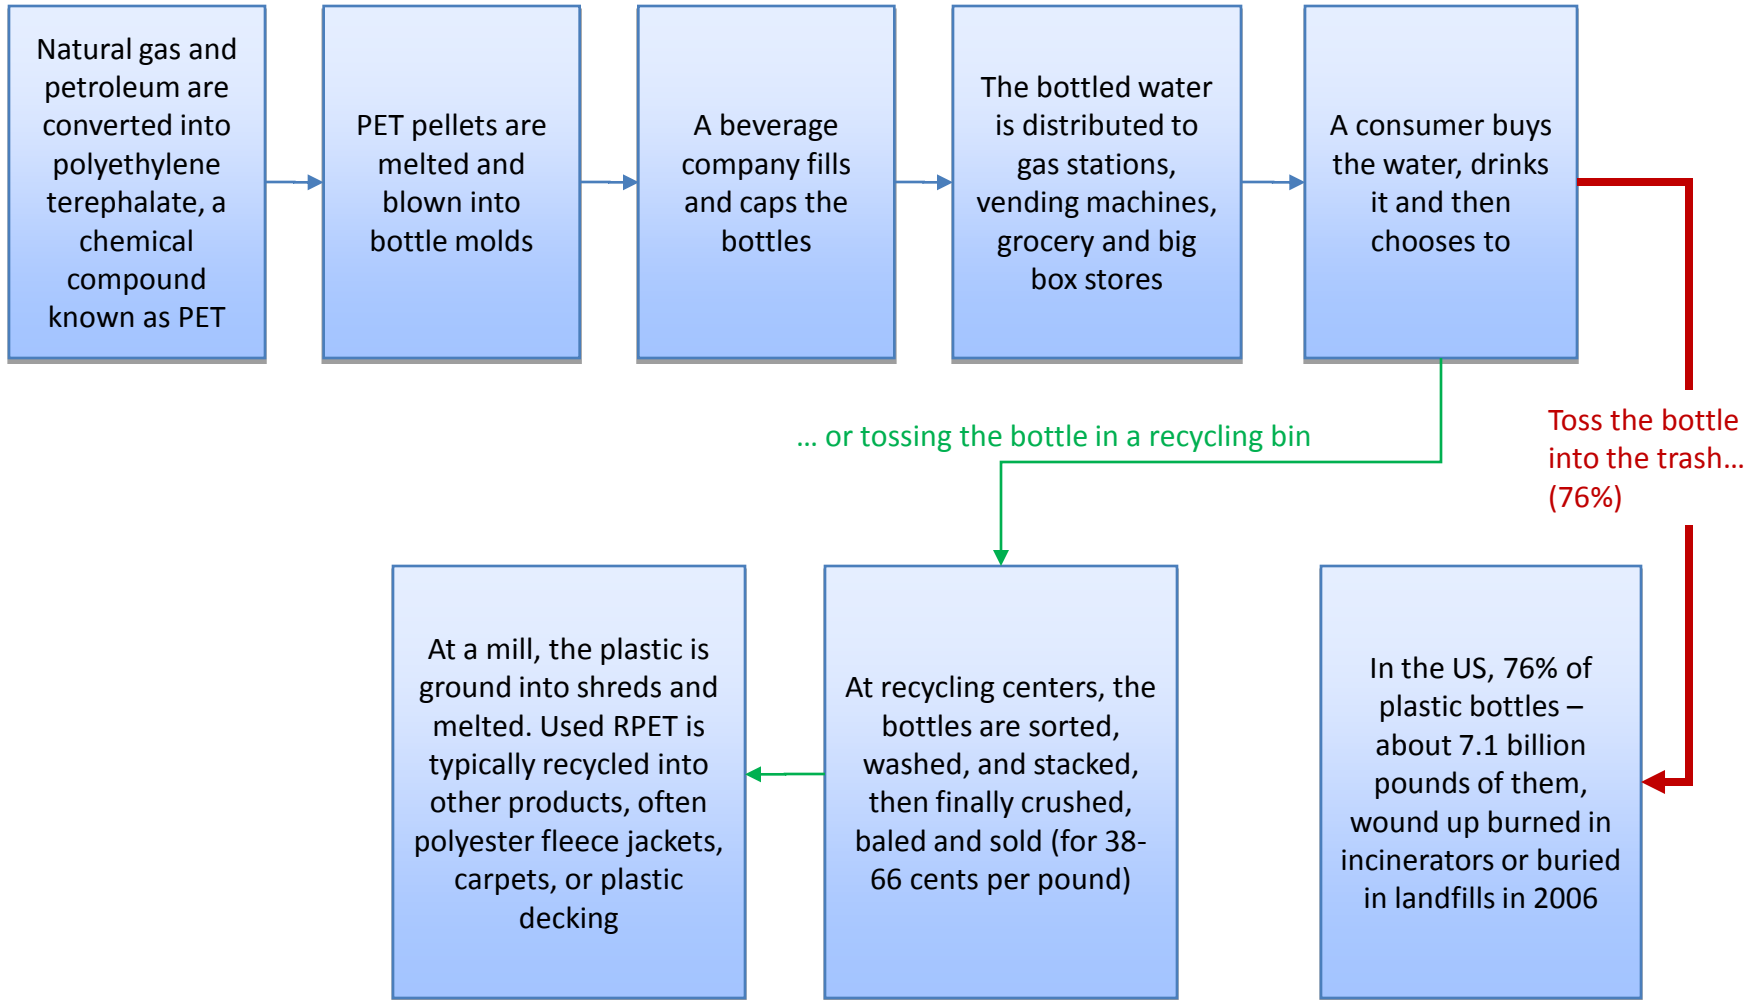 Natural gas and
petroleum are
converted into
polyethylene
terephalate, a
chemical
compound
known as PET
PET pellets are
melted and
blown into
bottle molds
A beverage
company fills
and caps the
bottles
The bottled water
is distributed to
gas stations,
vending machines,
grocery and big
box stores
A consumer buys
the water, drinks
it and then
chooses to
... or tossing the bottle in a recycling bin
Toss the bottle
into the trash...
(76%)
At a mill, the plastic is
ground into shreds and
melted. Used RPET is
typically recycled into
other products, often
polyester fleece jackets,
carpets, or plastic
decking
At recycling centers, the
bottles are sorted,
washed, and stacked,
then finally crushed,
baled and sold (for 38-
66 cents per pound)
In the US, 76% of
plastic bottles –
about 7.1 billion
pounds of them,
wound up burned in
incinerators or buried
in landfills in 2006